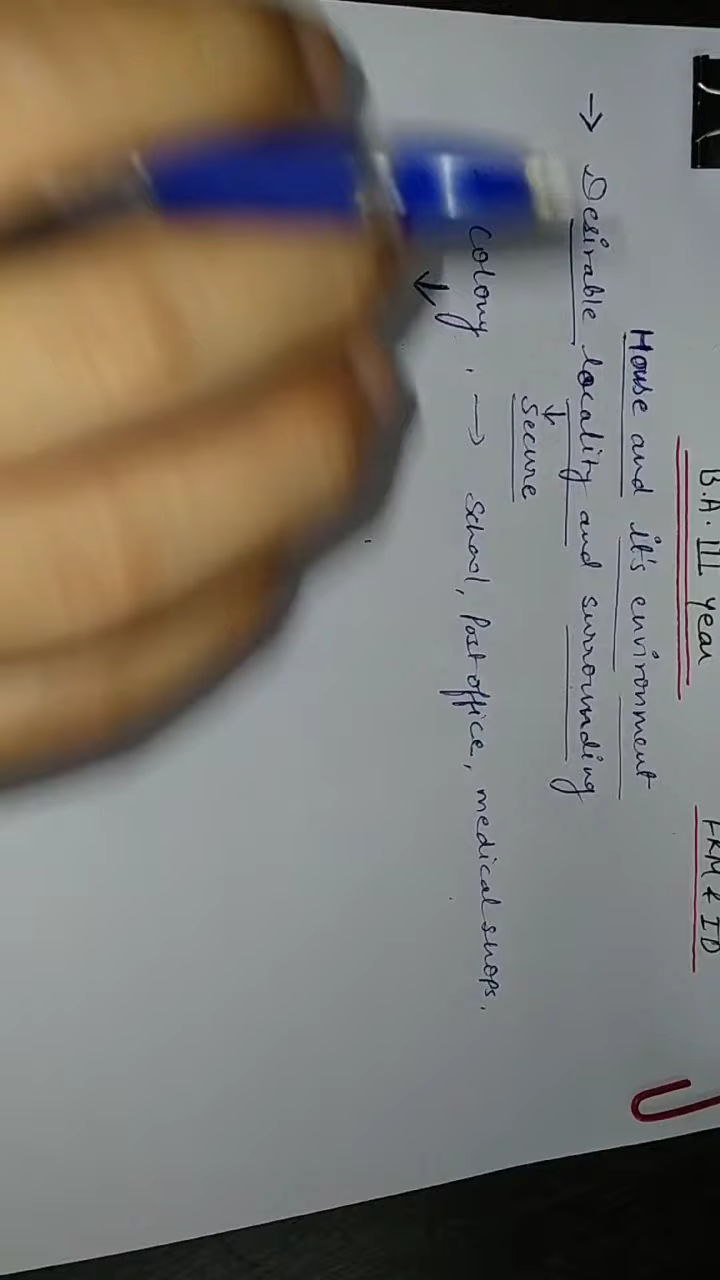 B.A. III year FRM & ID
House and it's environment
→ Desirable locality and surrounding
↓
Secure
Colony. → School, Post office, medical shops.
↓